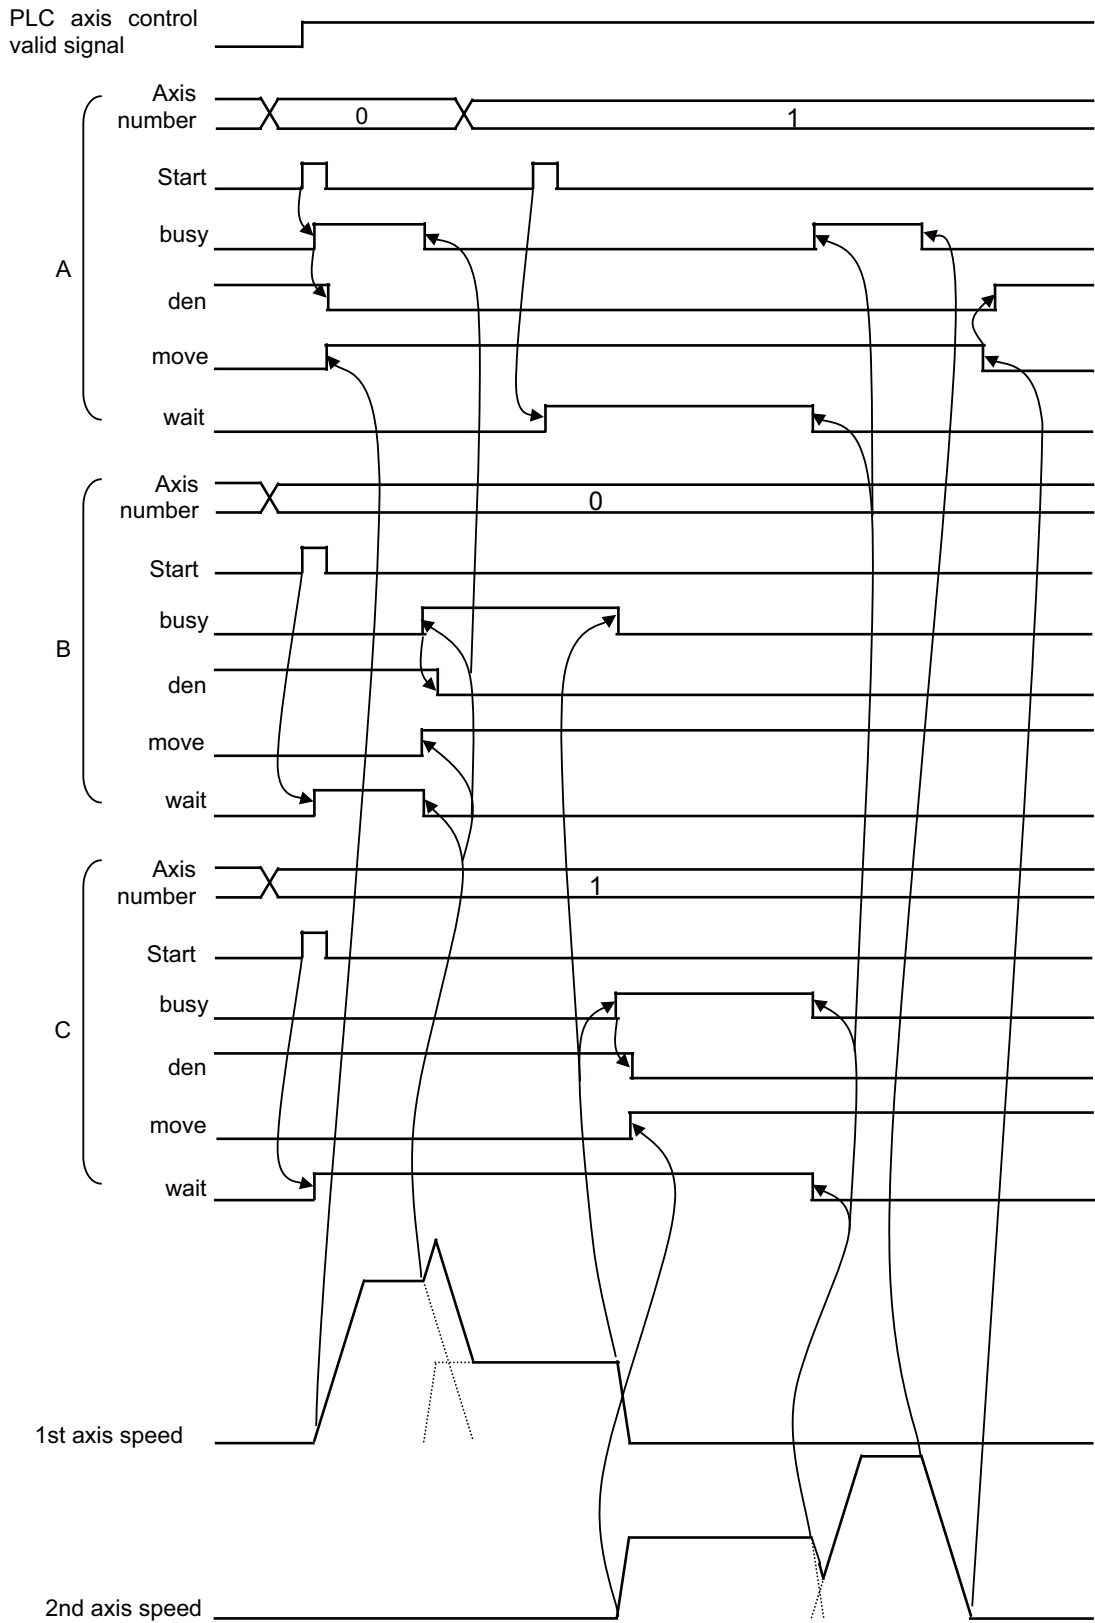 PLC axis control
valid signal
Axis
number
0
1
Start
busy
A
den
move
wait
Axis
number
0
Start
busy
B
den
move
wait
Axis
number
1
Start
busy
C
den
move
wait
1st axis speed
2nd axis speed